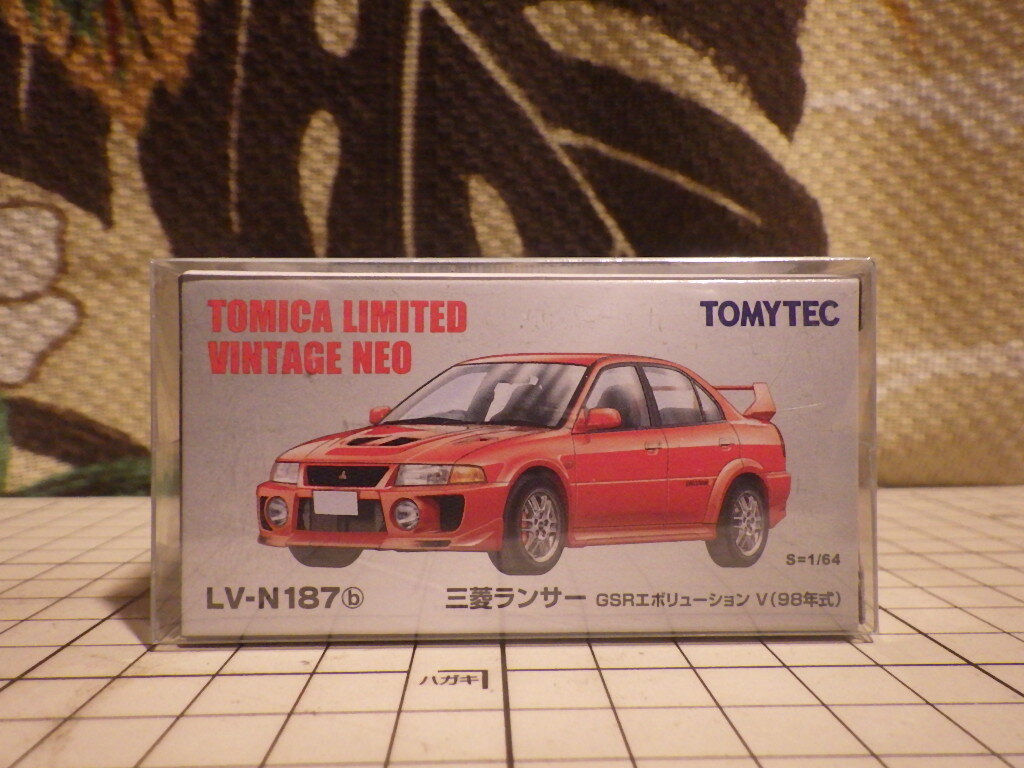 TOMICA LIMITED
VINTAGE NEO
TOMYTEC
S=1/64
LV-N187ⓑ
三菱ランサー GSRエボリューション V(98年式)
ハガキ